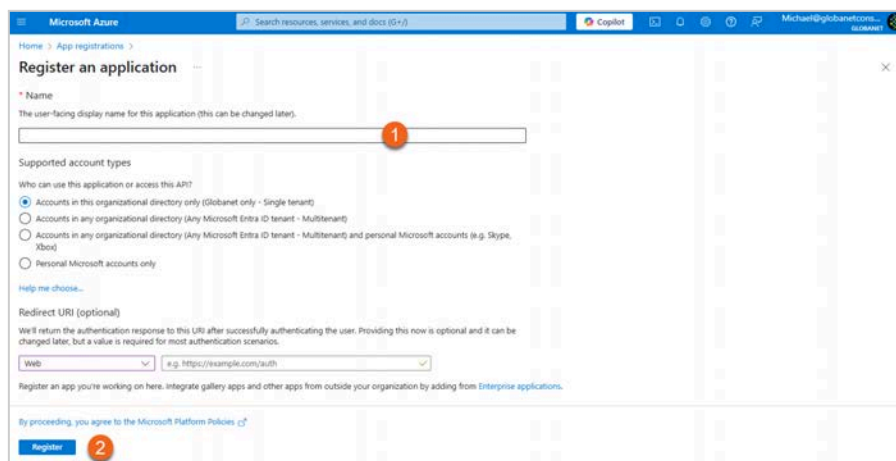 Microsoft Azure
Search resources, services, and docs (G+/)
Copilot
Michael@globanetcons...
GLOBANET
Home > App registrations >
Register an application ...
* Name
The user-facing display name for this application (this can be changed later).
1
Supported account types
Who can use this application or access this API?
Accounts in this organizational directory only (Globanet only - Single tenant)
Accounts in any organizational directory (Any Microsoft Entra ID tenant - Multitenant)
Accounts in any organizational directory (Any Microsoft Entra ID tenant - Multitenant) and personal Microsoft accounts (e.g. Skype,
Xbox)
Personal Microsoft accounts only
Help me choose...
Redirect URI (optional)
We'll return the authentication response to this URI after successfully authenticating the user. Providing this now is optional and it can be
changed later, but a value is required for most authentication scenarios.
Web
e.g. https://example.com/auth
Register an app you're working on here. Integrate gallery apps and other apps from outside your organization by adding from Enterprise applications.
By proceeding, you agree to the Microsoft Platform Policies
Register
2